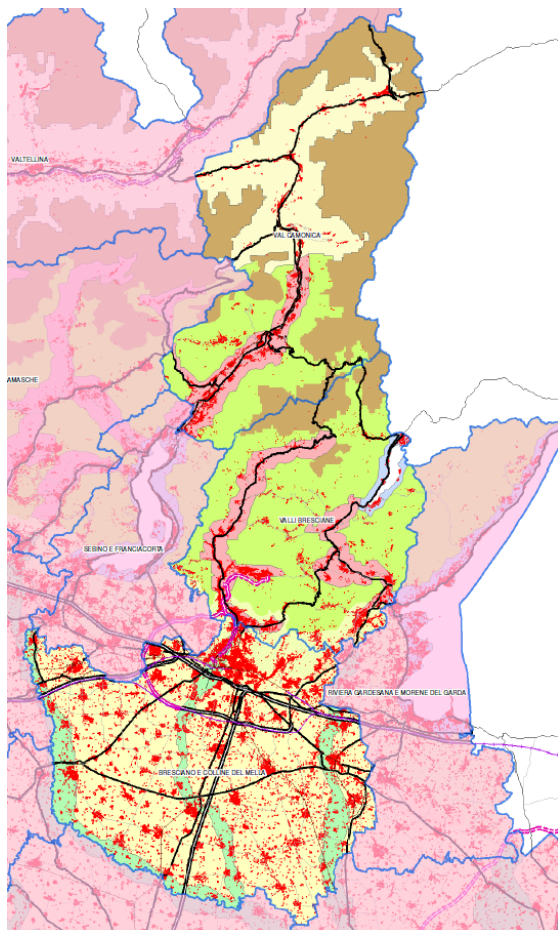 VALTELLINA
VAL CAMONICA
AMASCHE
VALLI BRESCIANE
SEBINO E FRANCIACORTA
RIVIERA GARDESANA E MORENE DEL GARDA
BRESCIANO E COLLINE DEL MELLA